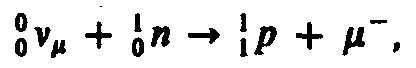 ⁰₀ν_μ + ¹₀n → ¹₁p + μ⁻,